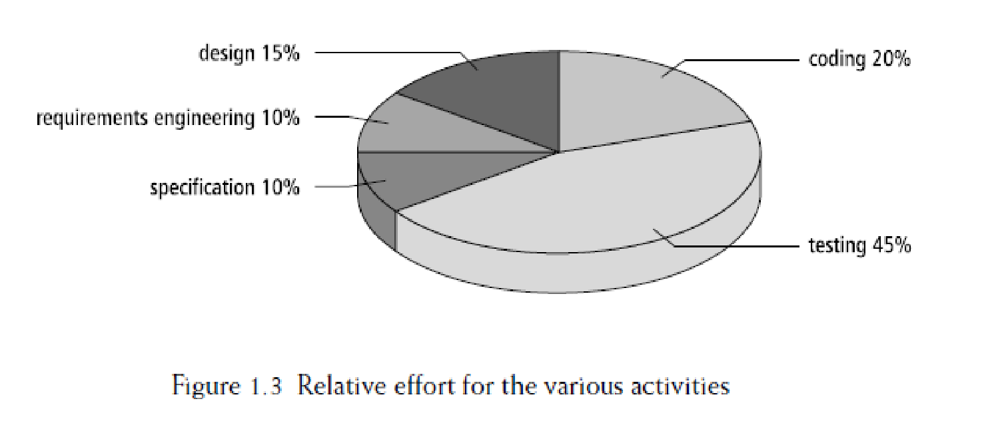 design 15%
coding 20%
requirements engineering 10%
specification 10%
testing 45%
Figure 1.3 Relative effort for the various activities